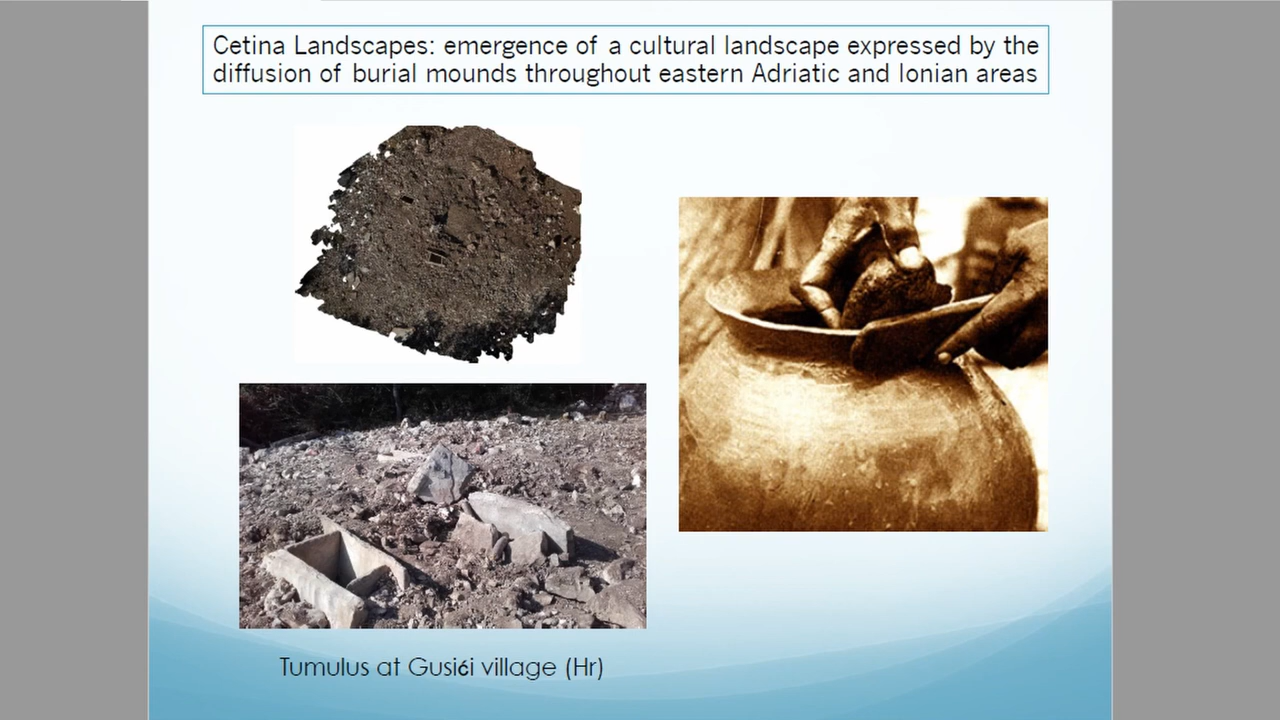 Cetina Landscapes: emergence of a cultural landscape expressed by the
diffusion of burial mounds throughout eastern Adriatic and Ionian areas
Tumulus at Gusići village (Hr)